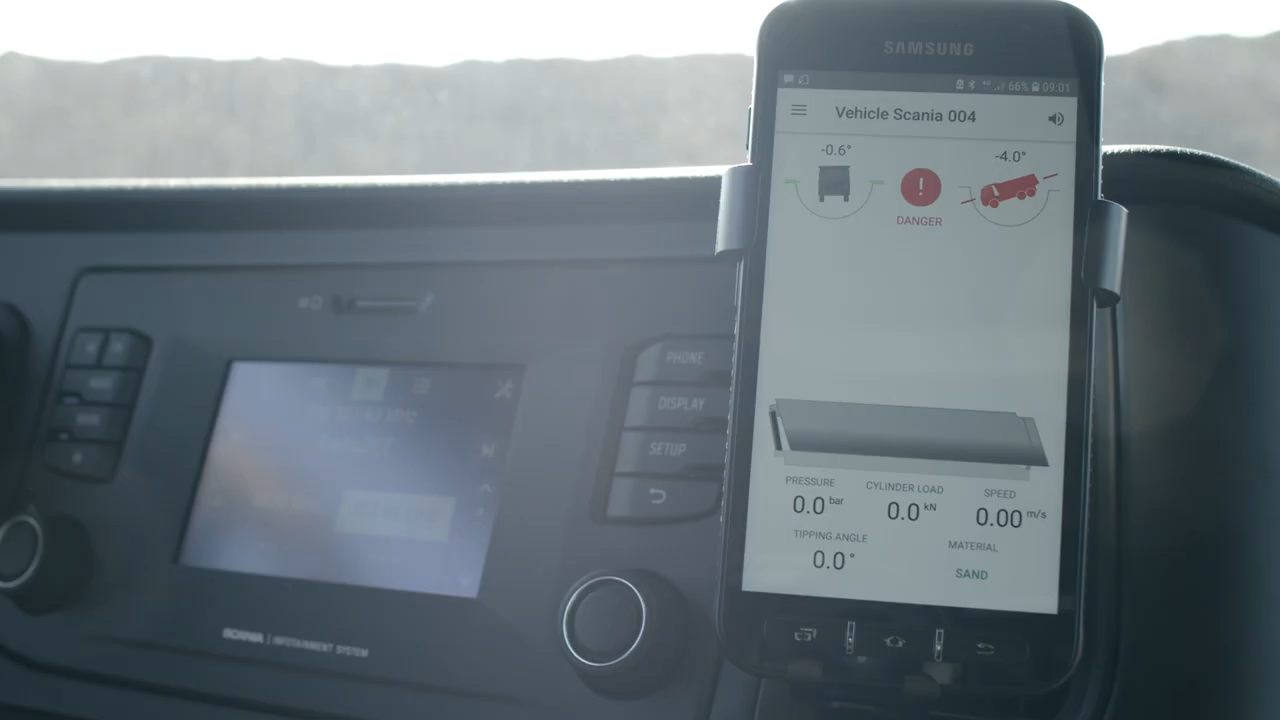 SAMSUNG
66% 09:01
Vehicle Scania 004
-0.6°
-4.0°
DANGER
PRESSURE
0.0 bar
CYLINDER LOAD
0.0 kN
SPEED
0.00 m/s
TIPPING ANGLE
0.0 °
MATERIAL
SAND
PHONE
DISPLAY
SETUP
SCANIA | INFOTAINMENT SYSTEM